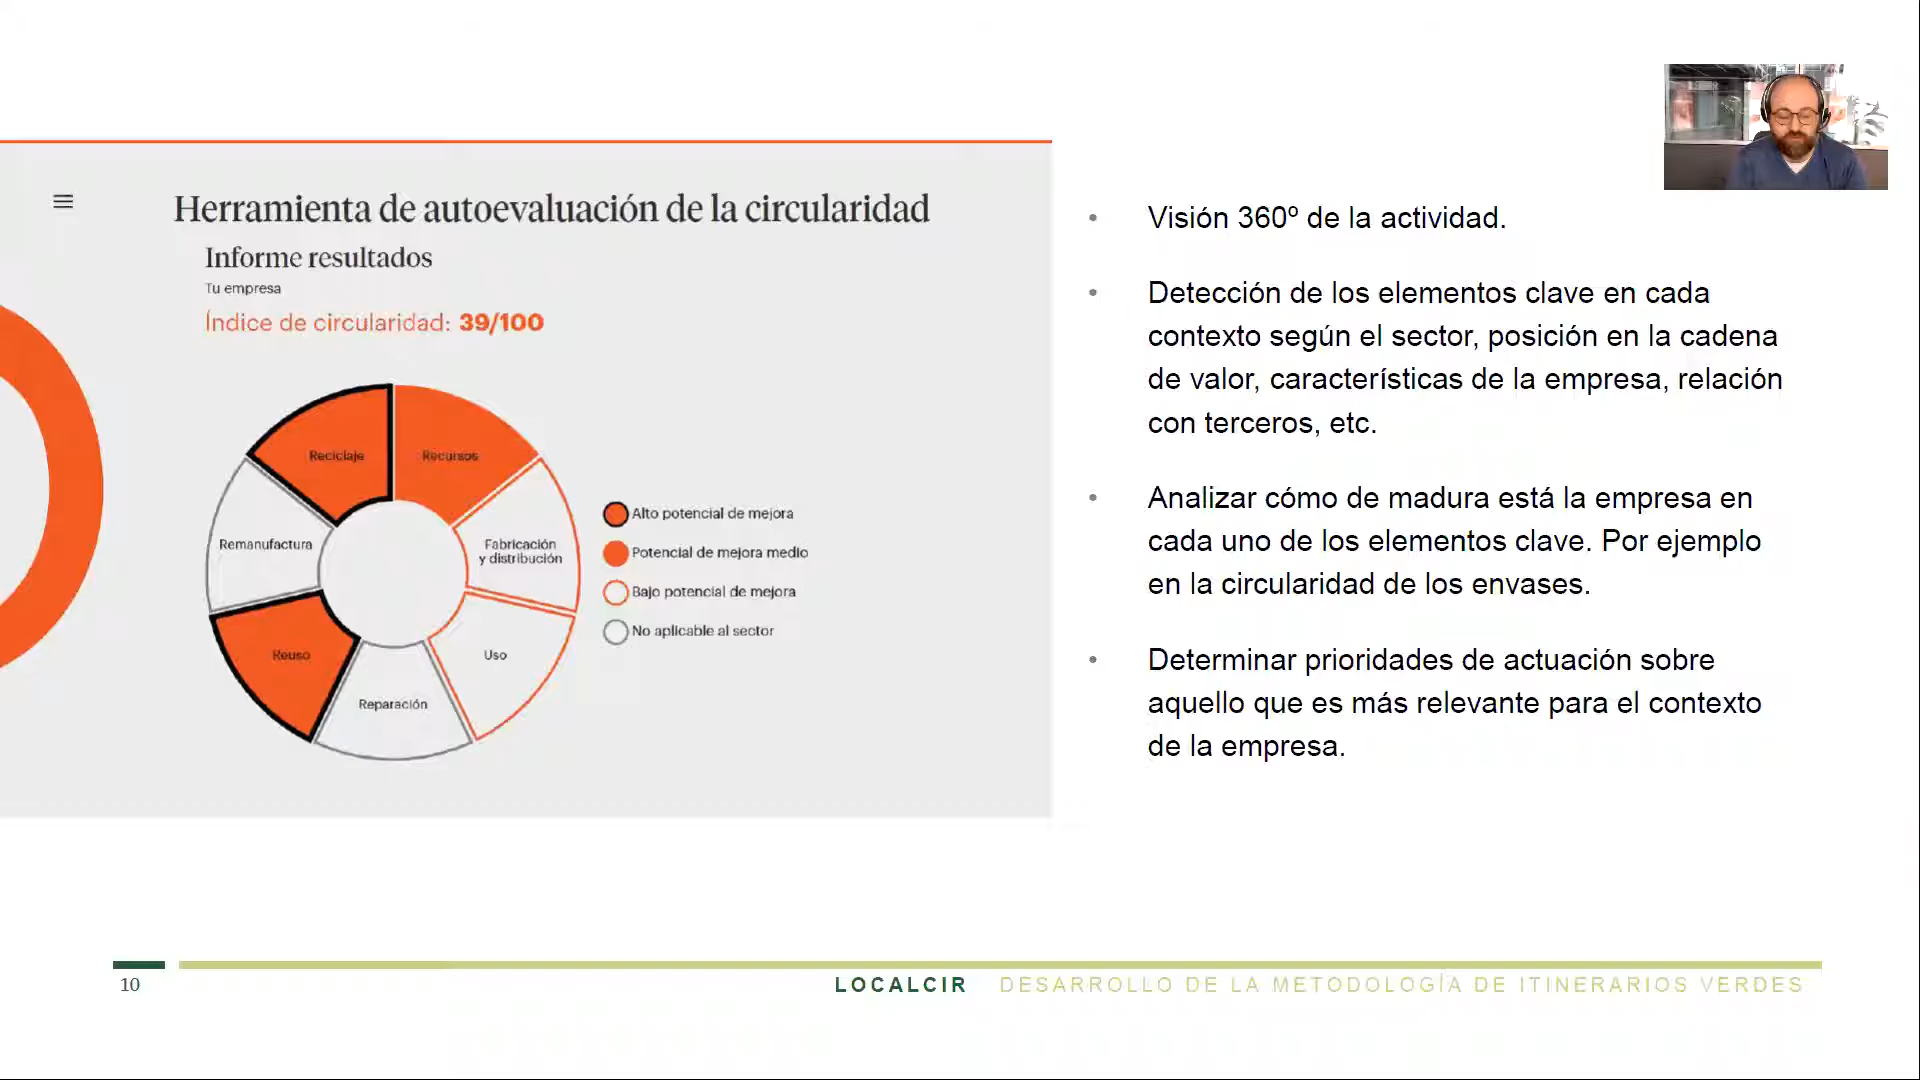 Herramienta de autoevaluación de la circularidad
Informe resultados
Tu empresa
Índice de circularidad: 39/100
Reciclaje
Recursos
Remanufactura
Fabricación
y distribución
Reuso
Uso
Reparación
Alto potencial de mejora
Potencial de mejora medio
Bajo potencial de mejora
No aplicable al sector
• Visión 360º de la actividad.
• Detección de los elementos clave en cada
contexto según el sector, posición en la cadena
de valor, características de la empresa, relación
con terceros, etc.
• Analizar cómo de madura está la empresa en
cada uno de los elementos clave. Por ejemplo
en la circularidad de los envases.
• Determinar prioridades de actuación sobre
aquello que es más relevante para el contexto
de la empresa.
10
LOCALCIR DESARROLLO DE LA METODOLOGÍA DE ITINERARIOS VERDES